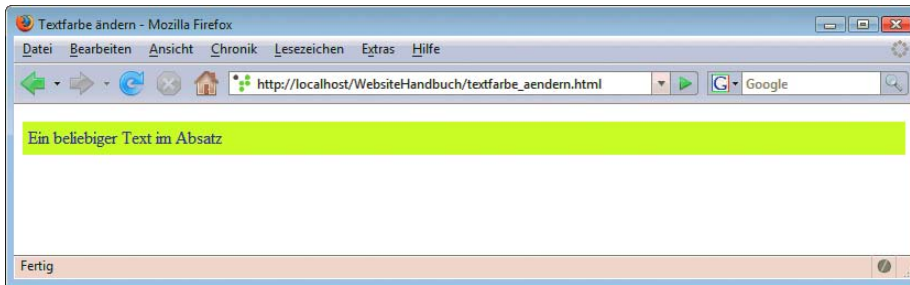 Textfarbe ändern - Mozilla Firefox
Datei Bearbeiten Ansicht Chronik Lesezeichen Extras Hilfe
http://localhost/WebsiteHandbuch/textfarbe_aendern.html G Google
Ein beliebiger Text im Absatz
Fertig